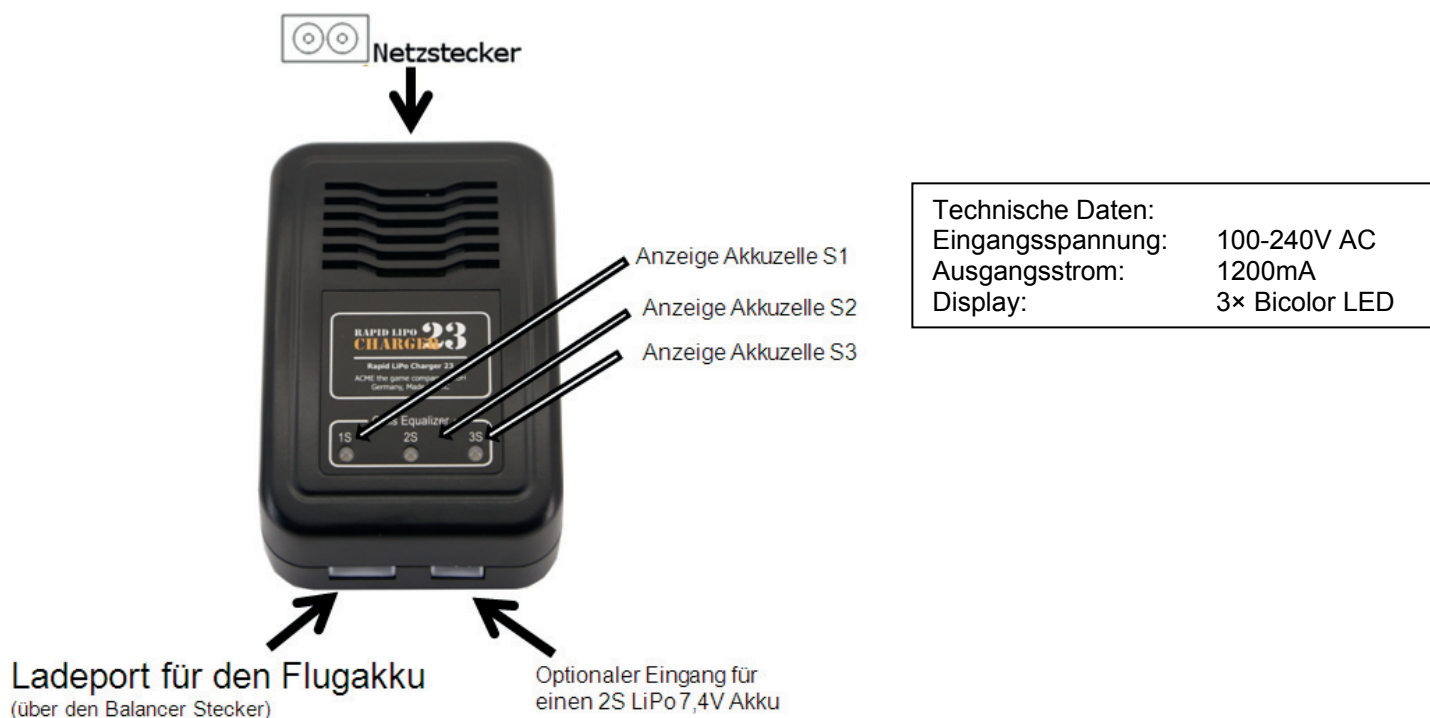 Netzstecker
Anzeige Akkuzelle S1
Anzeige Akkuzelle S2
Anzeige Akkuzelle S3
Technische Daten:
Eingangsspannung: 100-240V AC
Ausgangsstrom: 1200mA
Display: 3× Bicolor LED
RAPID LIPO 23
CHARGER
Rapid LiPo Charger 23
ACME the game
Germany, Made
Equalizer
1S 2S 3S
Ladeport für den Flugakku
(über den Balancer Stecker)
Optionaler Eingang für
einen 2S LiPo 7,4V Akku